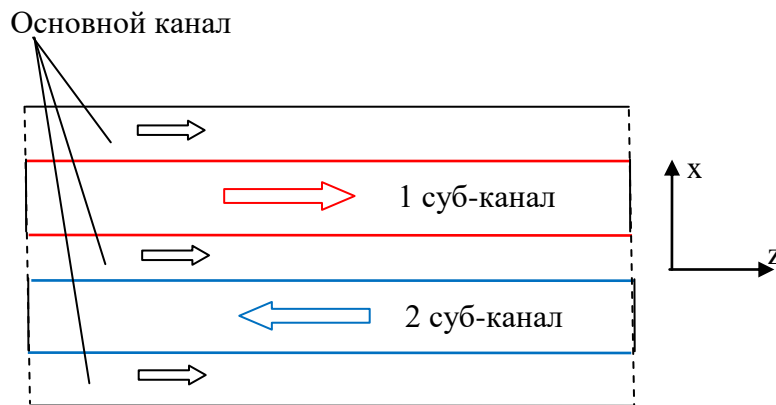 Основной канал
1 суб-канал
x
z
2 суб-канал